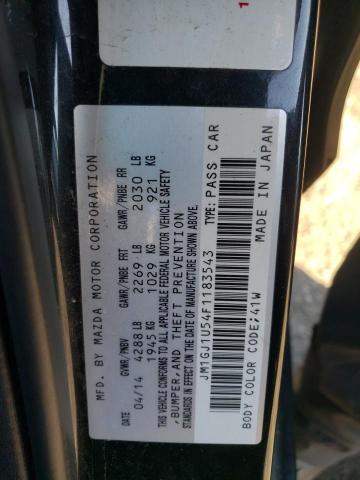 MFD. BY MAZDA MOTOR CORPORATION
GVWR/PNBV GAWR/PNBE FRT GAWR/PNBE RR
04/14 4288 LB 2269 LB 2030 LB
1945 KG 1029 KG 921 KG
THIS VEHICLE CONFORMS TO ALL APPLICABLE FEDERAL MOTOR VEHICLE SAFETY
, BUMPER, AND THEFT PREVENTION
STANDARDS IN EFFECT ON THE DATE OF MANUFACTURE SHOWN ABOVE.
JM1GJ1U54F1183543 TYPE: PASS CAR
MADE IN JAPAN
BODY COLOR CODE;41W